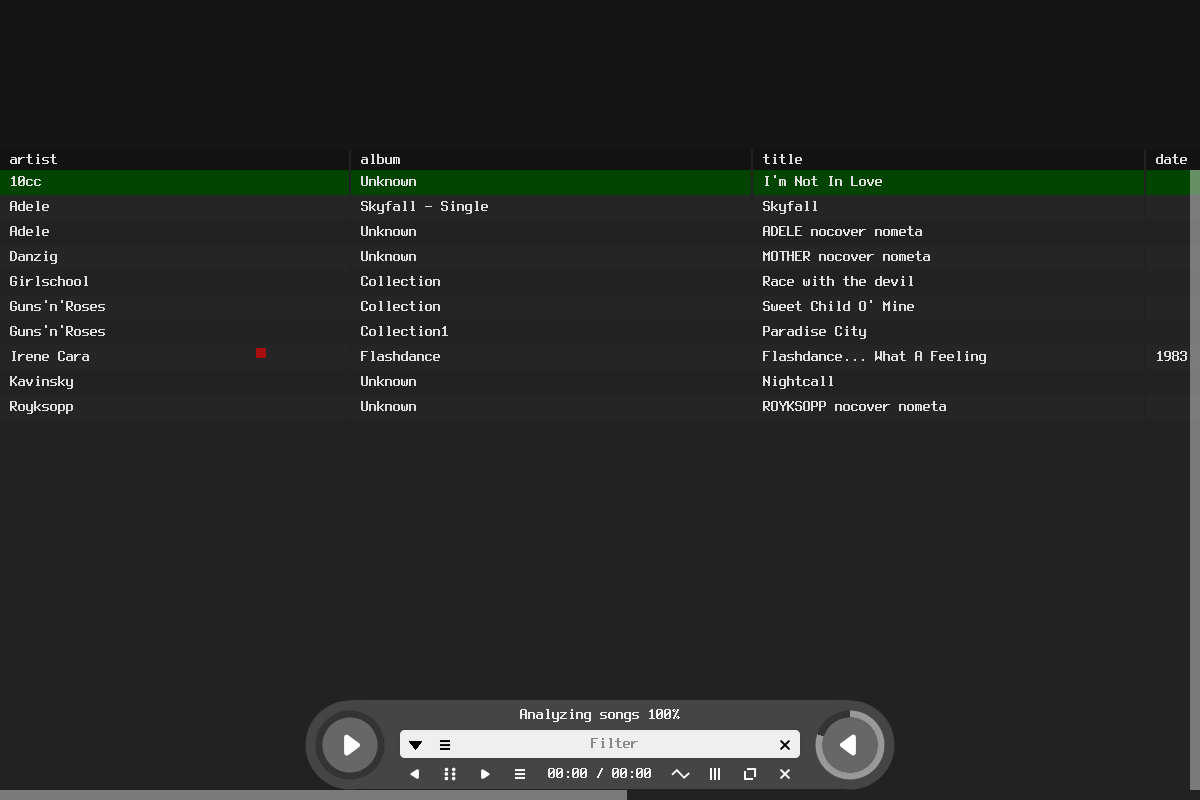 artist album title date
10cc Unknown I'm Not In Love
Adele Skyfall - Single Skyfall
Adele Unknown ADELE nocover nometa
Danzig Unknown MOTHER nocover nometa
Girlschool Collection Race with the devil
Guns'n'Roses Collection Sweet Child O' Mine
Guns'n'Roses Collection1 Paradise City
Irene Cara Flashdance Flashdance... What A Feeling 1983
Kavinsky Unknown Nightcall
Royksopp Unknown ROYKSOPP nocover nometa
Analyzing songs 100%
Filter
00:00 / 00:00